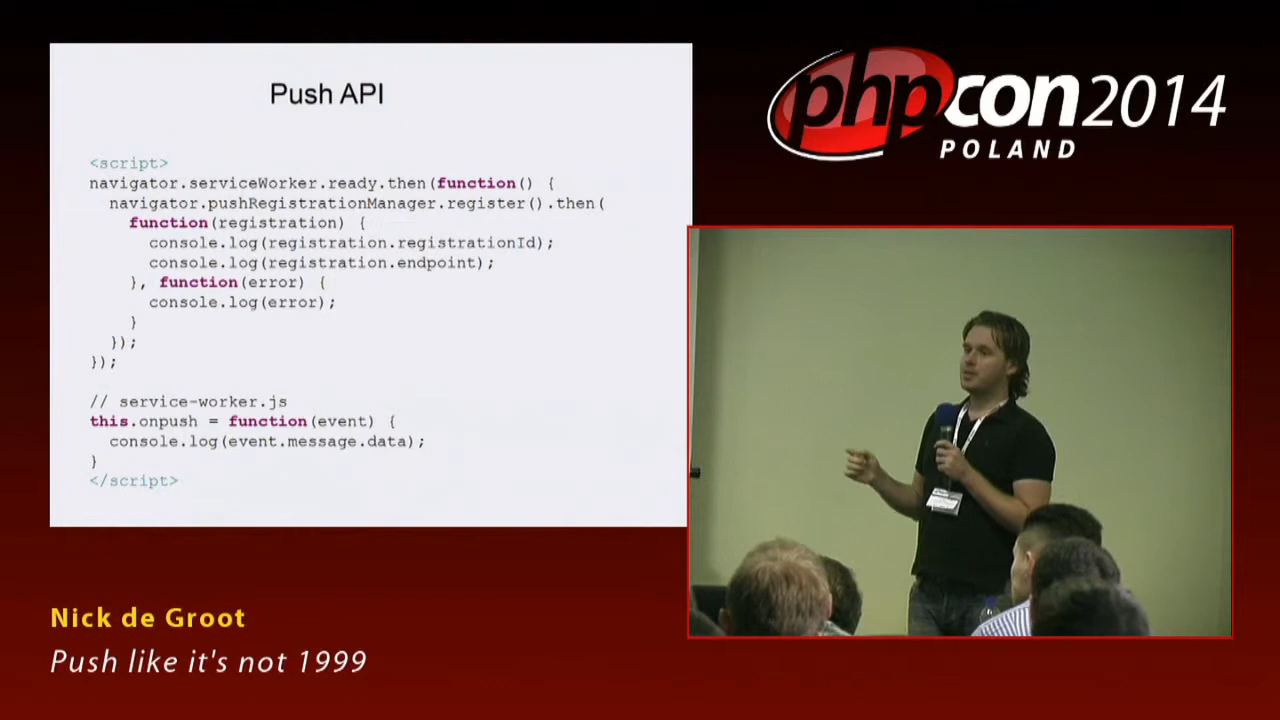 Push API
<script>
navigator.serviceWorker.ready.then(function() {
  navigator.pushRegistrationManager.register().then(
    function(registration) {
      console.log(registration.registrationId);
      console.log(registration.endpoint);
    }, function(error) {
      console.log(error);
    }
  });
});
// service-worker.js
this.onpush = function(event) {
  console.log(event.message.data);
}
</script>
phpcon2014
POLAND
Nick de Groot
Push like it's not 1999